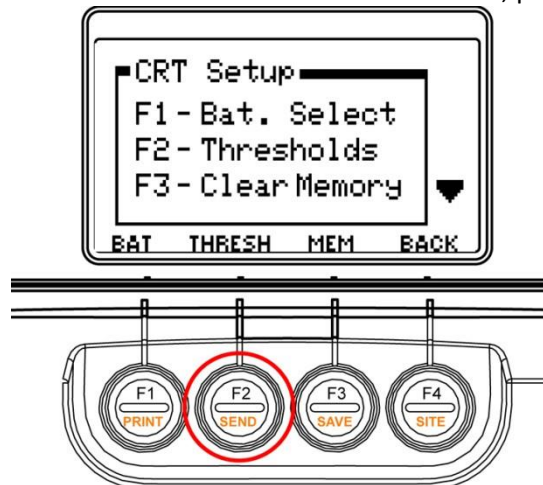 CRT Setup
F1-Bat. Select
F2-Thresholds
F3-Clear Memory
BAT THRESH MEM BACK
F1 F2 F3 F4
PRINT SEND SAVE SITE